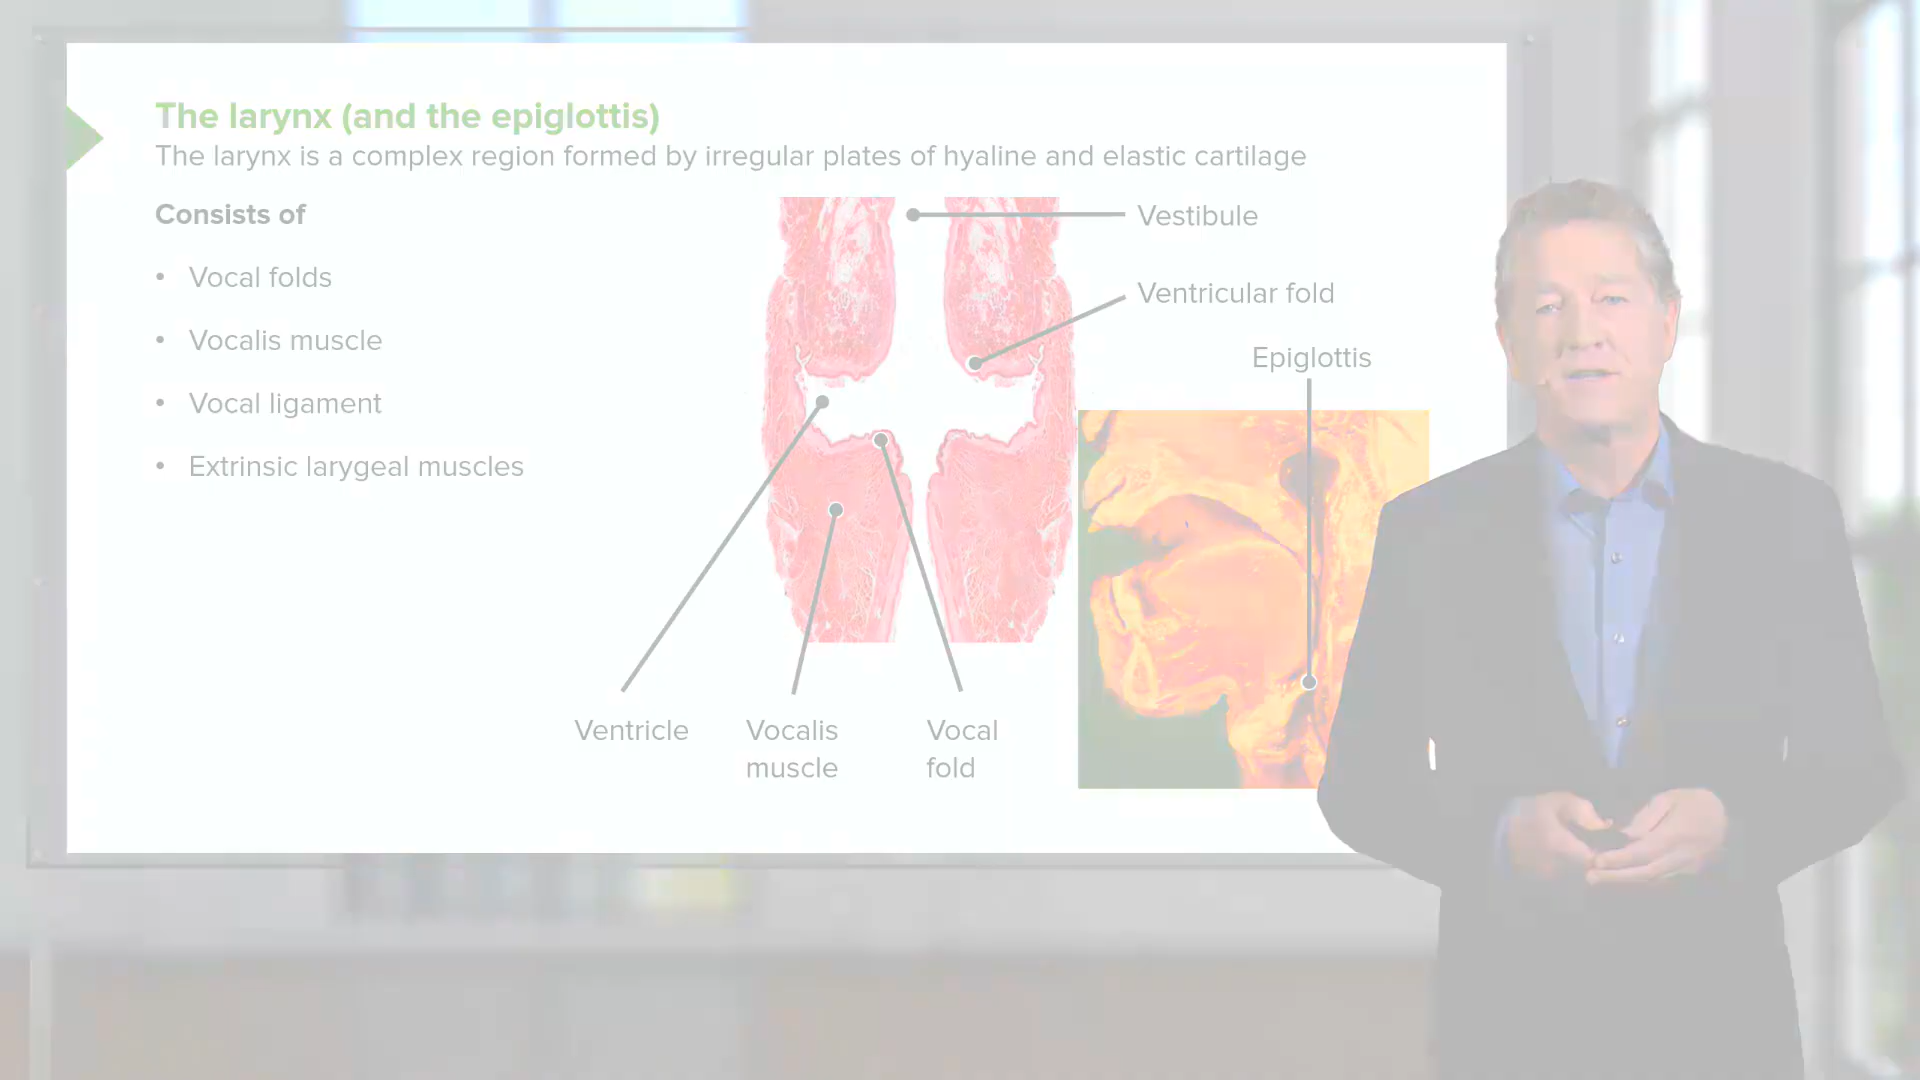 The larynx (and the epiglottis)
The larynx is a complex region formed by irregular plates of hyaline and elastic cartilage
Consists of
• Vocal folds
• Vocalis muscle
• Vocal ligament
• Extrinsic larygeal muscles
Vestibule
Ventricular fold
Epiglottis
Ventricle
Vocalis
muscle
Vocal
fold